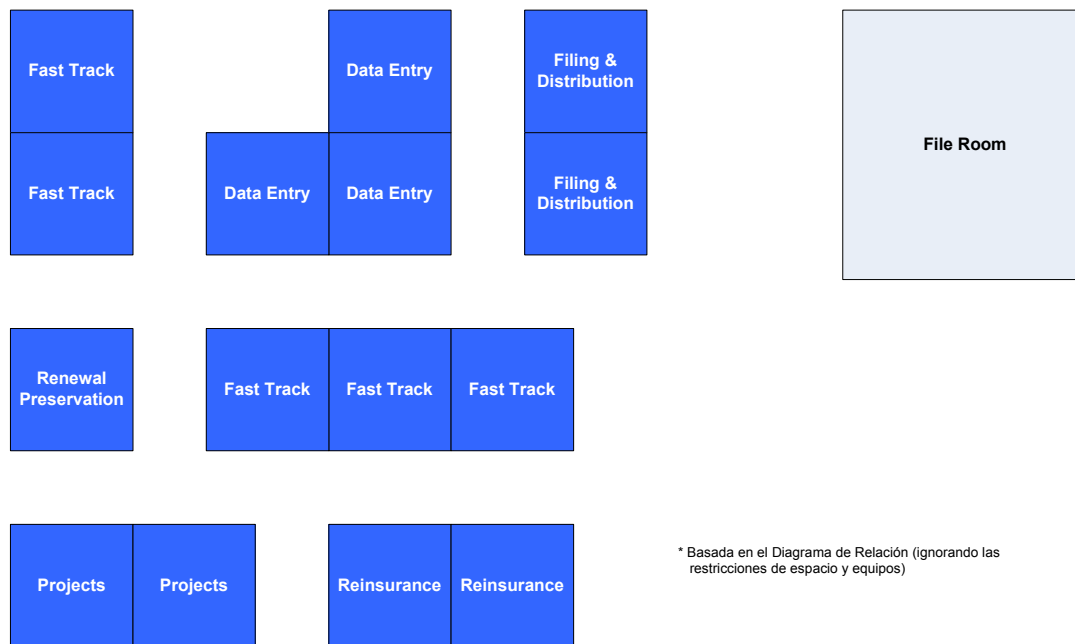 Fast Track
Data Entry
Filing &
Distribution
File Room
Fast Track
Data Entry
Data Entry
Filing &
Distribution
Renewal
Preservation
Fast Track
Fast Track
Fast Track
Projects
Projects
Reinsurance
Reinsurance
* Basada en el Diagrama de Relación (ignorando las
restricciones de espacio y equipos)